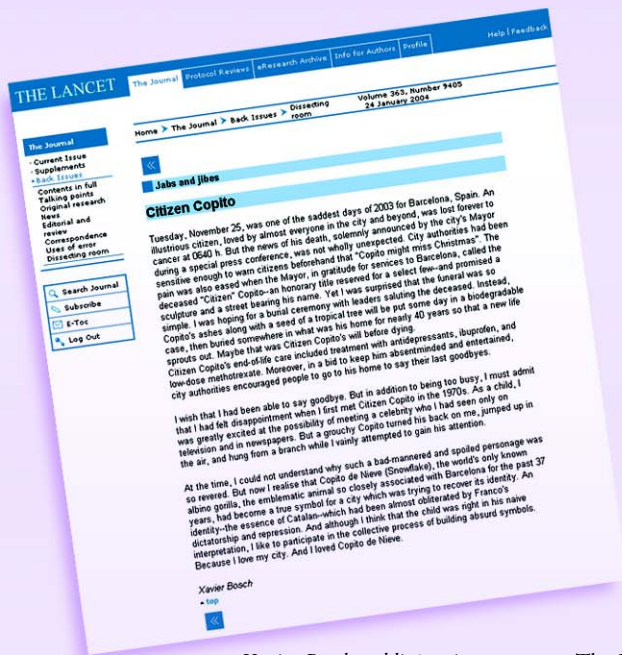 THE LANCET
The Journal
Protocol Reviews
eResearch Archive
Info for Authors
Profile
Help | Feedback
The Journal
Current Issue
Supplements
Back Issues
Contents in full
Talking points
Original research
News
Editorial and
review
Correspondence
Uses of error
Dissecting room
Search Journal
Subscribe
E-Toc
Log Out
Home > The Journal > Back Issues > Dissecting
room
Volume 363, Number 9405
24 January 2004
Jabs and jibes
Citizen Copito
Tuesday, November 25, was one of the saddest days of 2003 for Barcelona, Spain. An
illustrious citizen, loved by almost everyone in the city and beyond, was lost forever to
cancer at 0640 h. But the news of his death, solemnly announced by the city's Mayor
during a special press conference, was not wholly unexpected. City authorities had been
sensitive enough to warn citizens beforehand that "Copito might miss Christmas". The
pain was also eased when the Mayor, in gratitude for services to Barcelona, called the
deceased "Citizen" Copito--an honorary title reserved for a select few--and promised a
sculpture and a street bearing his name. Yet I was surprised that the funeral was so
simple. I was hoping for a burial ceremony with leaders saluting the deceased. Instead,
Copito's ashes along with a seed of a tropical tree will be put some day in a biodegradable
case, then buried somewhere in what was his home for nearly 40 years so that a new life
sprouts out. Maybe that was Citizen Copito's will before dying.
Citizen Copito's end-of-life care included treatment with antidepressants, ibuprofen, and
low-dose methotrexate. Moreover, in a bid to keep him absentminded and entertained,
city authorities encouraged people to go to his home to say their last goodbyes.
I wish that I had been able to say goodbye. But in addition to being too busy, I must admit
that I had felt disappointment when I first met Citizen Copito in the 1970s. As a child, I
was greatly excited at the possibility of meeting a celebrity who I had seen only on
television and in newspapers. But a grouchy Copito turned his back on me, jumped up in
the air, and hung from a branch while I vainly attempted to gain his attention.
At the time, I could not understand why such a bad-mannered and spoiled personage was
so revered. But now I realise that Copito de Nieve (Snowflake), the world's only known
albino gorilla, the emblematic animal so closely associated with Barcelona for the past 37
years, had become a true symbol for a city which was trying to recover its identity. An
identity--the essence of Catalan--which had been almost obliterated by Franco's
dictatorship and repression. And although I think that the child was right in his naive
interpretation, I like to participate in the collective process of building absurd symbols.
Because I love my city. And I loved Copito de Nieve.
Xavier Bosch
top